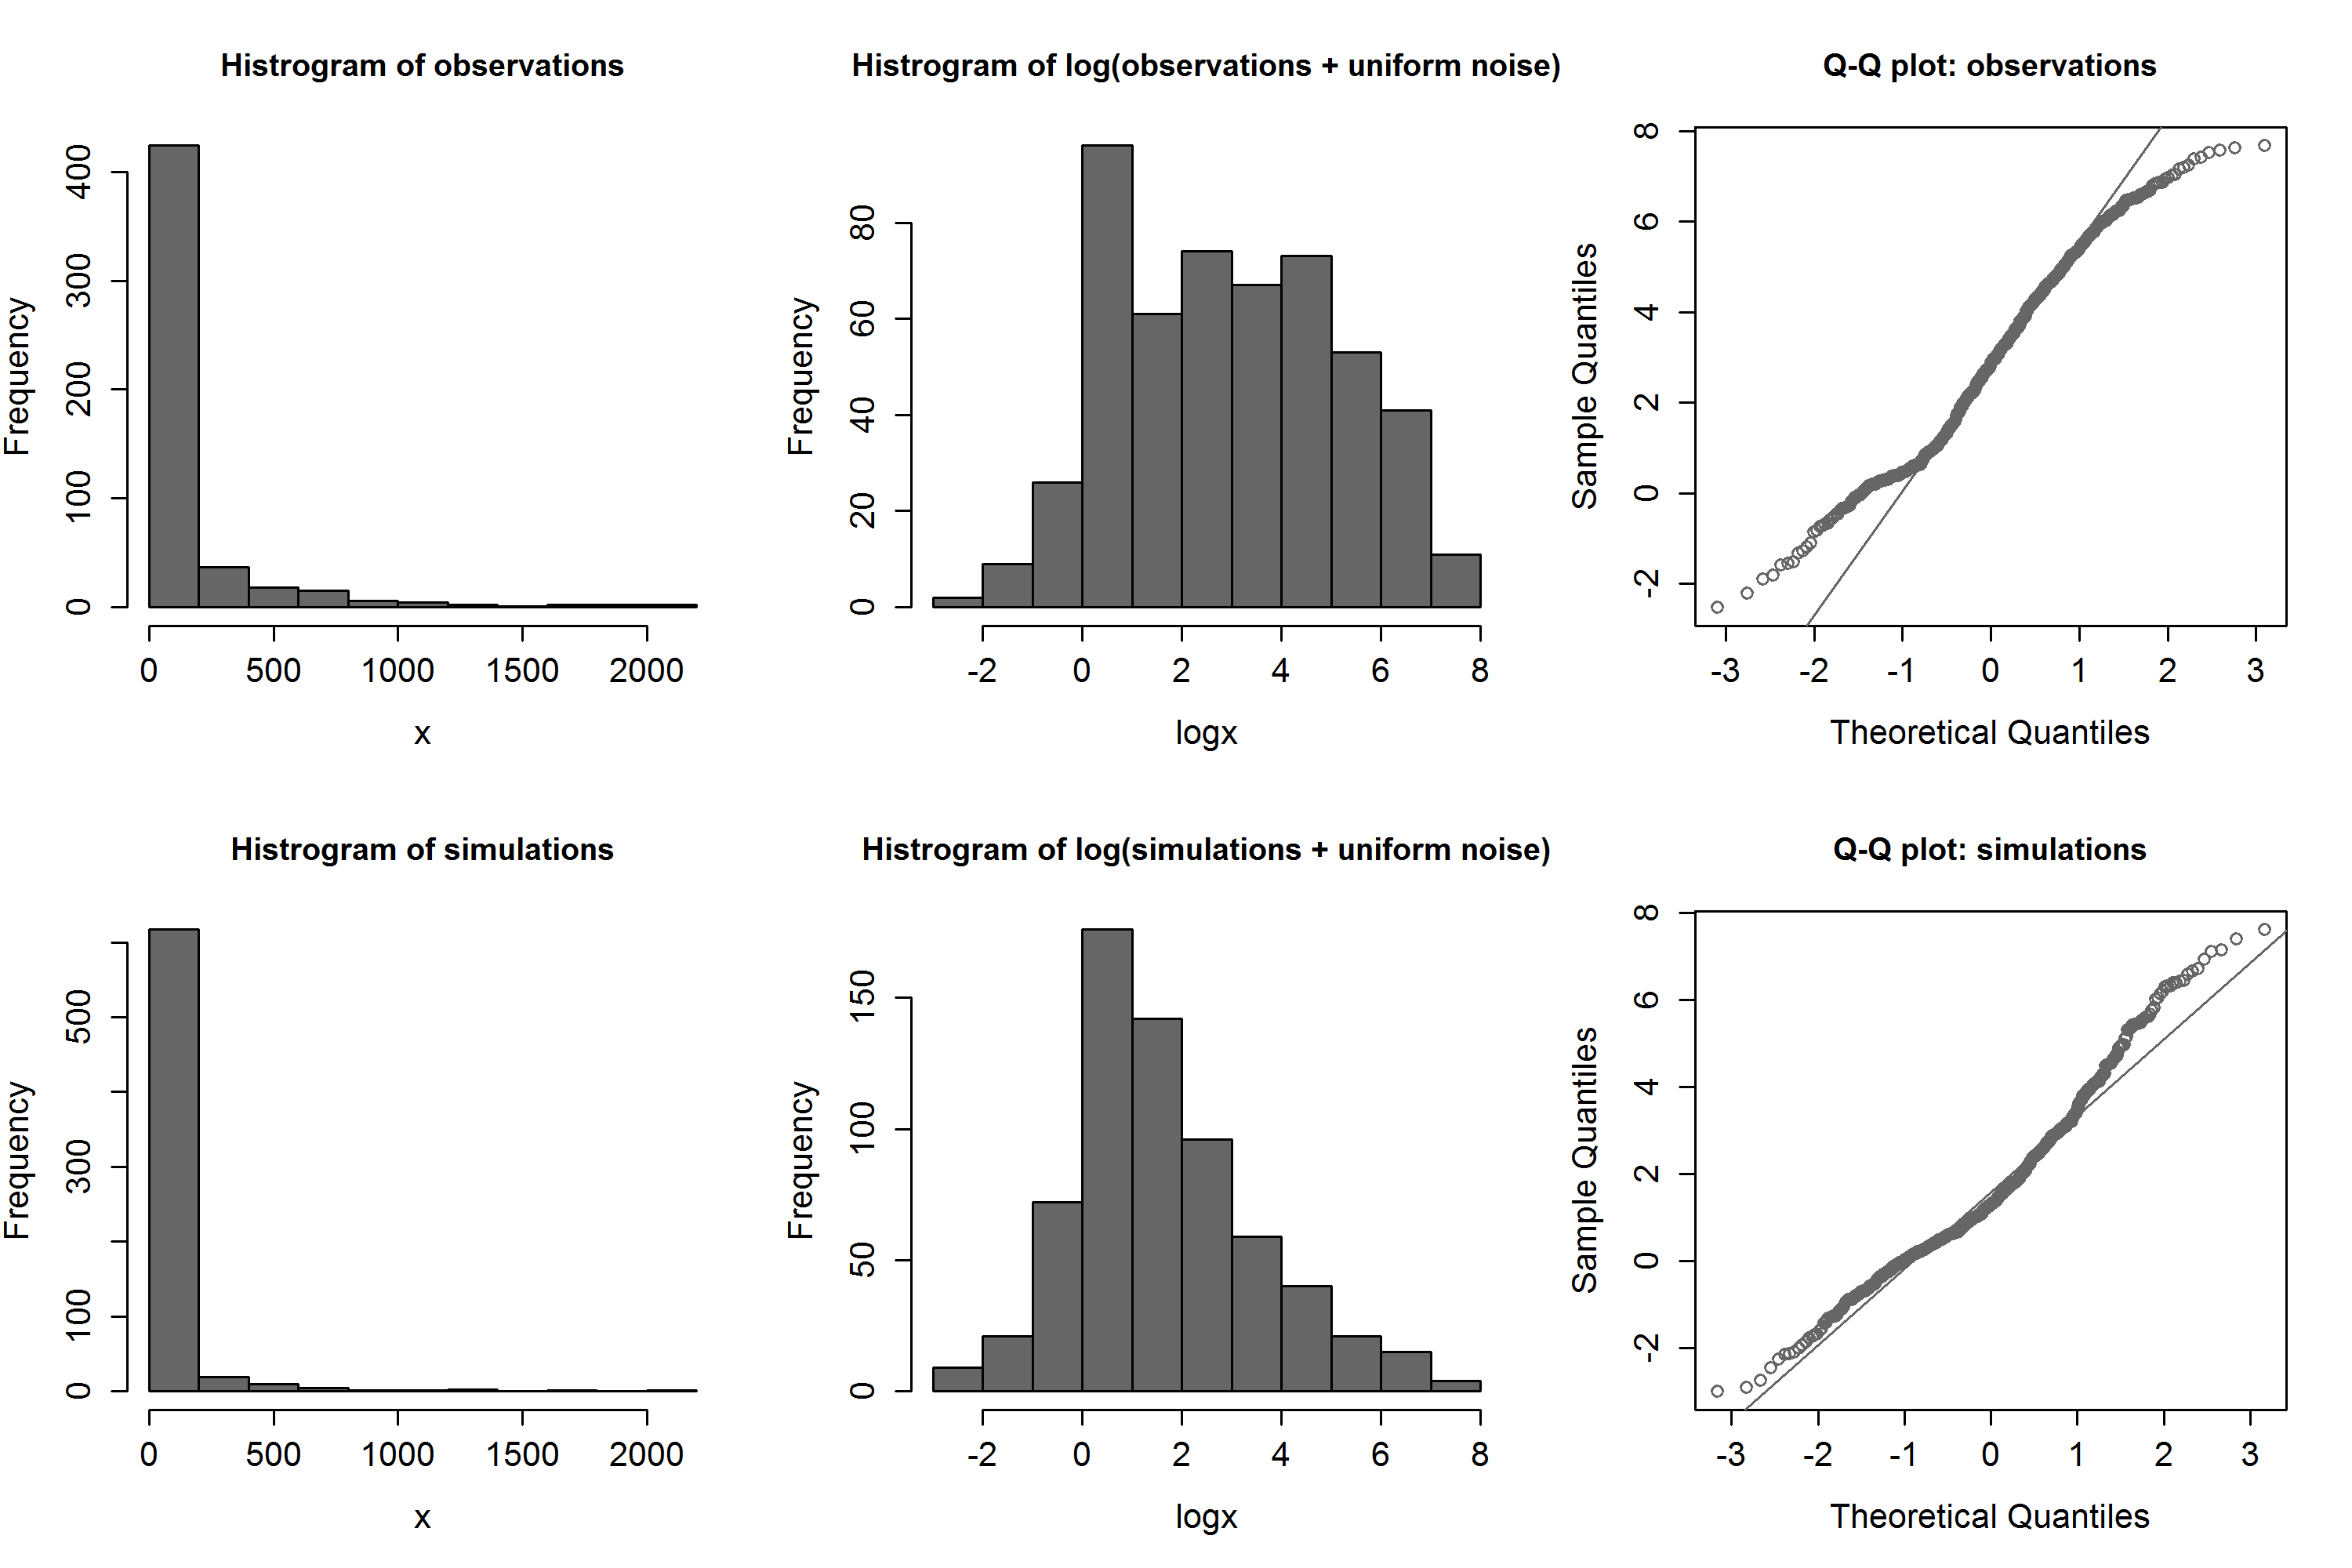 Histrogram of observations
Frequency
0 100 200 300 400
0 500 1000 1500 2000
x
Histrogram of log(observations + uniform noise)
Frequency
0 20 40 60 80
-2 0 2 4 6 8
logx
Q-Q plot: observations
Sample Quantiles
-2 0 2 4 6 8
-3 -2 -1 0 1 2 3
Theoretical Quantiles
Histrogram of simulations
Frequency
0 100 300 500
0 500 1000 1500 2000
x
Histrogram of log(simulations + uniform noise)
Frequency
0 50 100 150
-2 0 2 4 6 8
logx
Q-Q plot: simulations
Sample Quantiles
-2 0 2 4 6 8
-3 -2 -1 0 1 2 3
Theoretical Quantiles